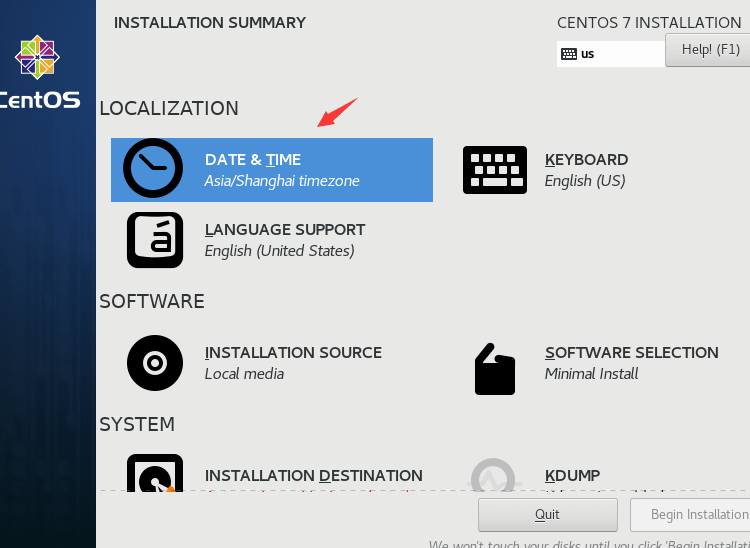 INSTALLATION SUMMARY
CENTOS 7 INSTALLATION
us
Help! (F1)
CentOS
LOCALIZATION
DATE & TIME
Asia/Shanghai timezone
KEYBOARD
English (US)
á
LANGUAGE SUPPORT
English (United States)
SOFTWARE
INSTALLATION SOURCE
Local media
SOFTWARE SELECTION
Minimal Install
SYSTEM
INSTALLATION DESTINATION
KDUMP
Quit
Begin Installation
We won't touch your disks until you click 'Begin Installati